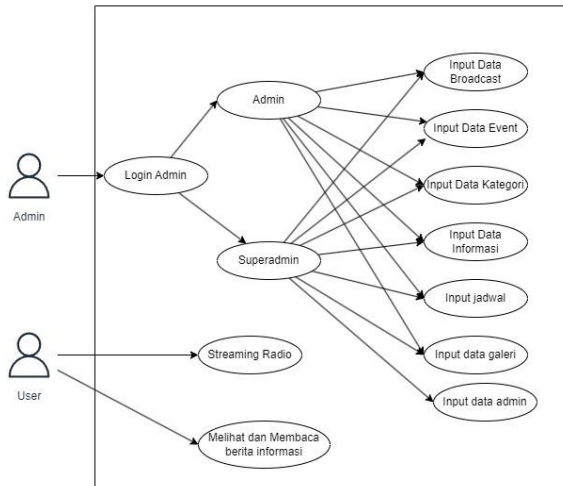 Input Data
Broadcast
Admin
Input Data Event
Login Admin
Input Data Kategori
Admin
Input Data
Informasi
Superadmin
Input jadwal
Streaming Radio
Input data galeri
User
Input data admin
Melihat dan Membaca
berita informasi